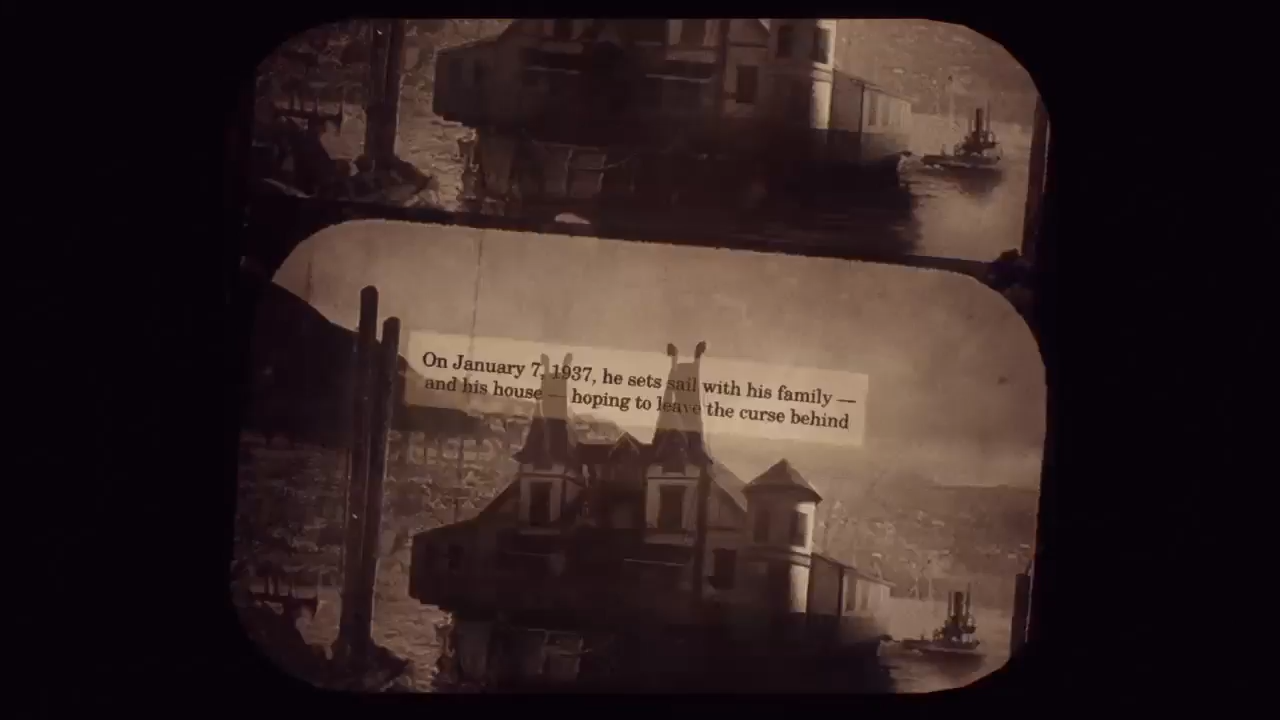 On January 7, 1937, he sets sail with his family —
and his house — hoping to leave the curse behind